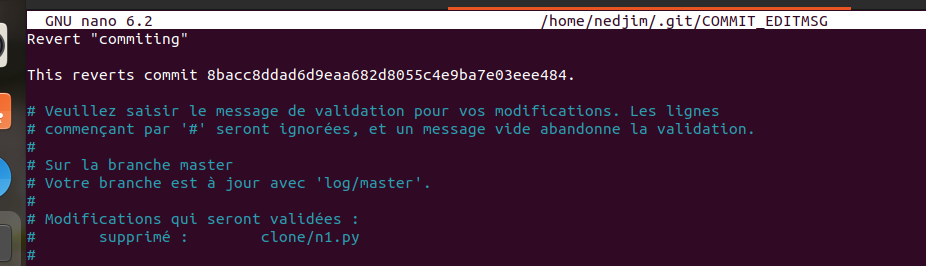 GNU nano 6.2 /home/nedjim/.git/COMMIT_EDITMSG
Revert "commiting"
This reverts commit 8bacc8ddad6d9eaa682d8055c4e9ba7e03eee484.
# Veuillez saisir le message de validation pour vos modifications. Les lignes
# commençant par '#' seront ignorées, et un message vide abandonne la validation.
#
# Sur la branche master
# Votre branche est à jour avec 'log/master'.
#
# Modifications qui seront validées :
#       supprimé :        clone/n1.py
#